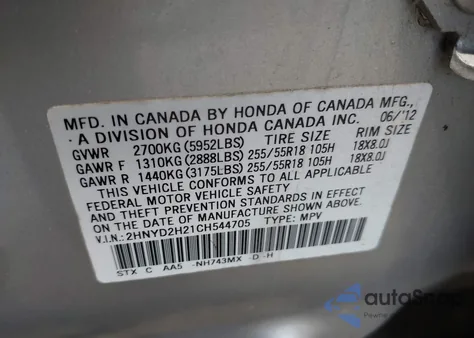 MFD. IN CANADA BY HONDA OF CANADA MFG.,
A DIVISION OF HONDA CANADA INC. 06/'12
GVWR 2700KG (5952LBS) TIRE SIZE RIM SIZE
GAWR F 1310KG (2888LBS) 255/55R18 105H 18X8.0J
GAWR R 1440KG (3175LBS) 255/55R18 105H 18X8.0J
THIS VEHICLE CONFORMS TO ALL APPLICABLE
FEDERAL MOTOR VEHICLE SAFETY
AND THEFT PREVENTION STANDARDS IN EFFECT
ON THE DATE OF MANUFACTURE SHOWN ABOVE.
V.I.N.: 2HNYD2H21CH544705 TYPE: MPV
STX C AA5 -NH743MX -D -H